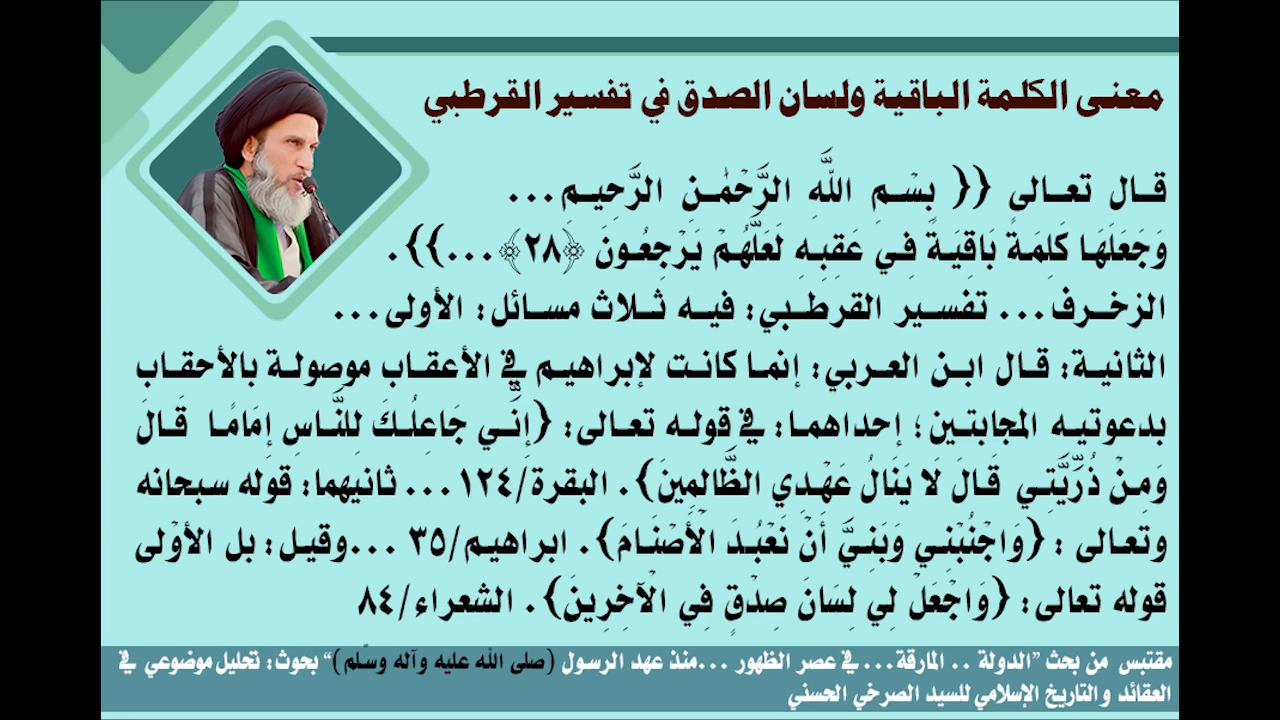 معنى الكلمة الباقية ولسان الصدق في تفسير القرطبي
قال تعالى (( بِسْمِ اللَّهِ الرَّحْمَٰنِ الرَّحِيمِ...
وَجَعَلَهَا كَلِمَةً بَاقِيَةً فِي عَقِبِهِ لَعَلَّهُمْ يَرْجِعُونَ ﴿٢٨﴾...)).
الزخرف... تفسير القرطبي: فيه ثلاث مسائل: الأولى...
الثانية: قال ابن العربي: إنما كانت لإبراهيم في الأعقاب موصولة بالأحقاب
بدعوتيه المجابتين؛ إحداهما: في قوله تعالى: {إِنِّي جَاعِلُكَ لِلنَّاسِ إِمَامًا قَالَ
وَمِنْ ذُرِّيَّتِي قَالَ لَا يَنَالُ عَهْدِي الظَّالِمِينَ}. البقرة/١٢٤... ثانيهما: قوله سبحانه
وتعالى : {وَاجْنُبْنِي وَبَنِيَّ أَنْ نَعْبُدَ الْأَصْنَامَ}. ابراهيم/٣٥ ...وقيل: بل الأوْلى
قوله تعالى: {وَاجْعَلْ لِي لِسَانَ صِدْقٍ فِي الْآخِرِينَ}. الشعراء/٨٤
مقتبس من بحث "الدولة .. المارقة...في عصر الظهور ...منذ عهد الرسول (صلى الله عليه وآله وسلّم)" بحوث: تحليل موضوعي في
العقائد والتاريخ الإسلامي للسيد الصرخي الحسني